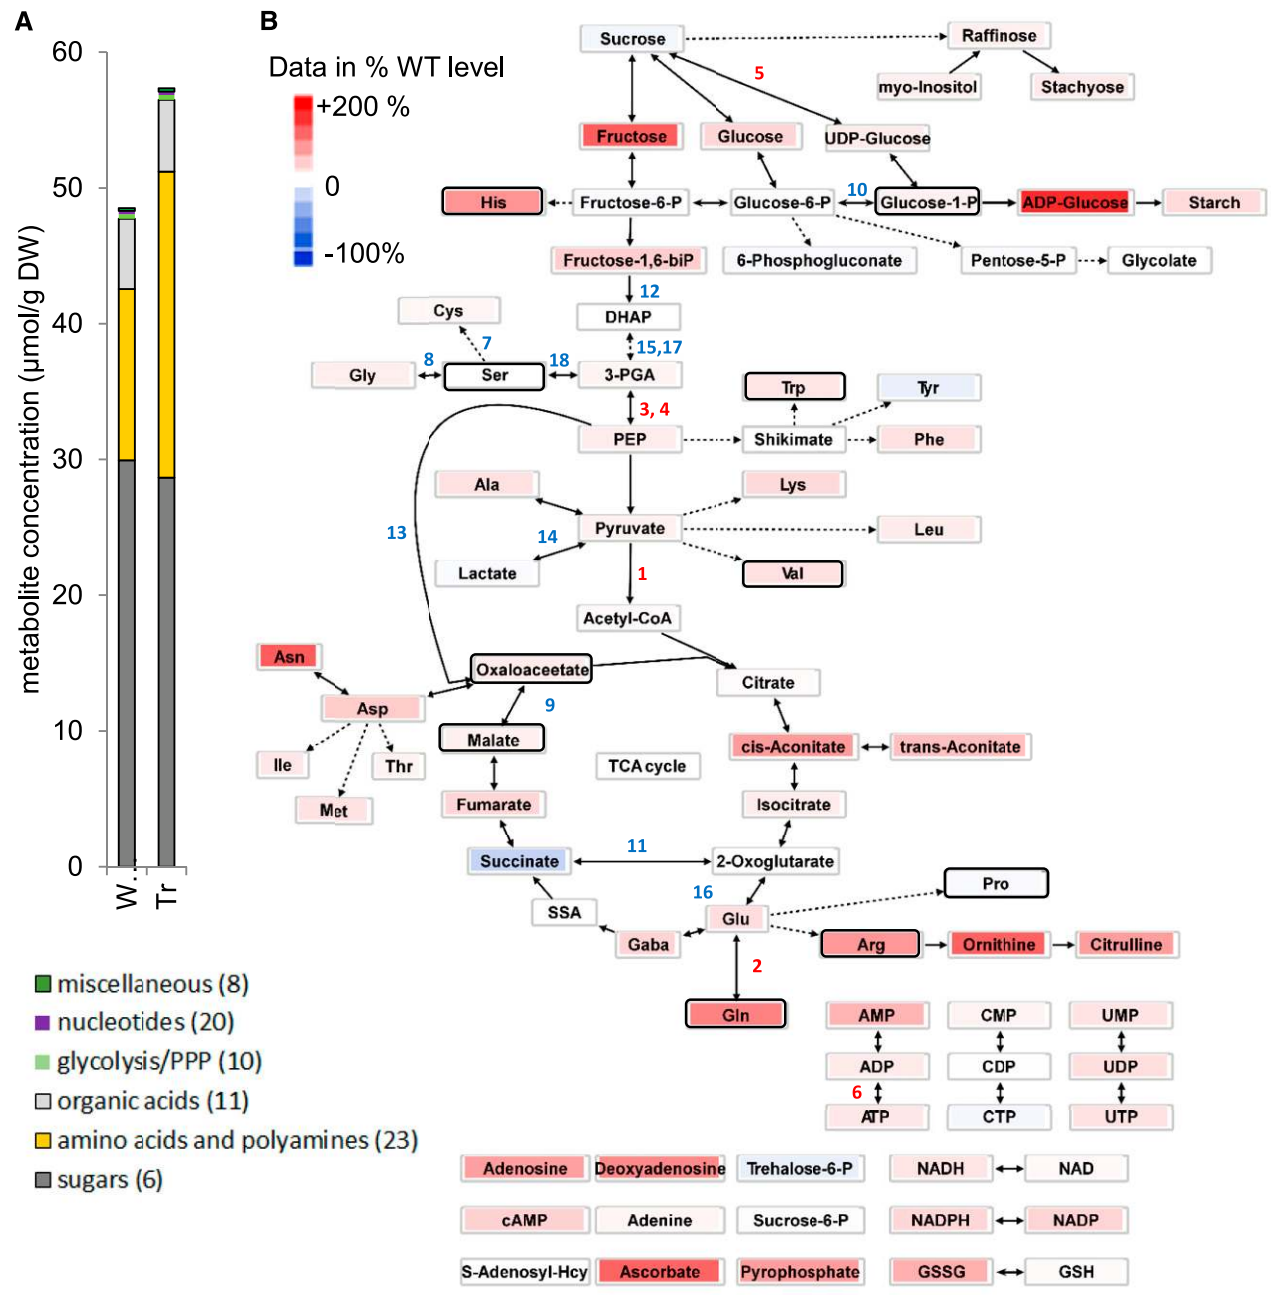 A
B
60
50
40
30
20
10
0
metabolite concentration (µmol/g DW)
W.
Tr
miscellaneous (8)
nucleotides (20)
glycolysis/PPP (10)
organic acids (11)
amino acids and polyamines (23)
sugars (6)
Data in % WT level
+200 %
0
-100%
Sucrose
Raffinose
5
myo-Inositol
Stachyose
Fructose
Glucose
UDP-Glucose
His
Fructose-6-P
Glucose-6-P
10
Glucose-1-P
ADP-Glucose
Starch
Fructose-1,6-biP
6-Phosphogluconate
Pentose-5-P
Glycolate
12
Cys
DHAP
7
15,17
8
18
Gly
Ser
3-PGA
Trp
Tyr
3, 4
PEP
Shikimate
Phe
Ala
Lys
13
14
Pyruvate
Leu
Lactate
1
Val
Acetyl-CoA
Asn
Oxaloaceetate
Citrate
Asp
9
Malate
cis-Aconitate
trans-Aconitate
Ile
Thr
TCA cycle
Met
Fumarate
Isocitrate
11
Succinate
2-Oxoglutarate
16
Pro
SSA
Glu
Gaba
Arg
Ornithine
Citrulline
2
Gln
AMP
CMP
UMP
ADP
CDP
UDP
6
ATP
CTP
UTP
Adenosine
Deoxyadenosine
Trehalose-6-P
NADH
NAD
cAMP
Adenine
Sucrose-6-P
NADPH
NADP
S-Adenosyl-Hcy
Ascorbate
Pyrophosphate
GSSG
GSH